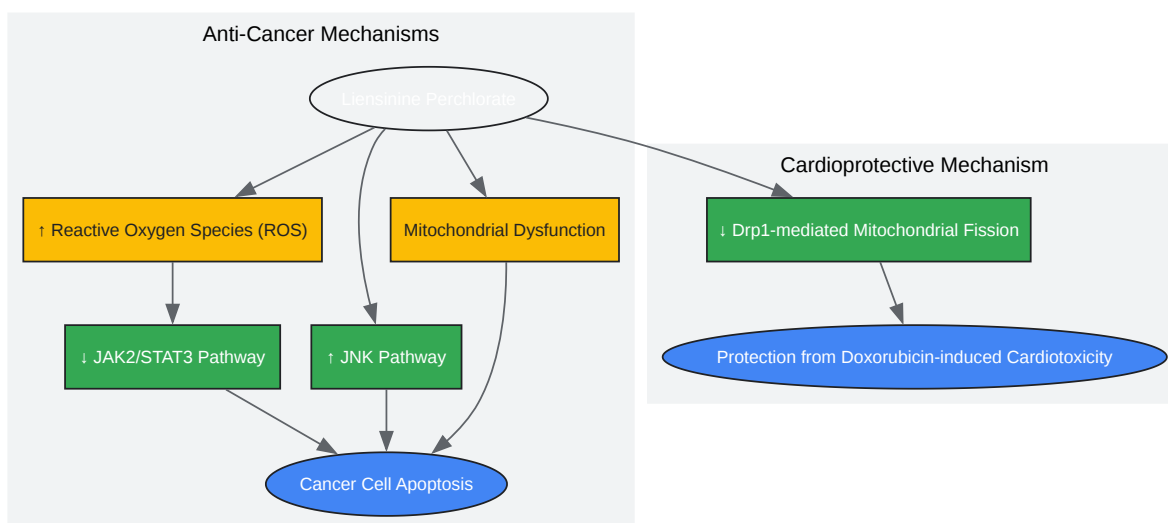 Anti-Cancer Mechanisms
Liensinine Perchlorate
Cardioprotective Mechanism
↑ Reactive Oxygen Species (ROS)
Mitochondrial Dysfunction
↓ Drp1-mediated Mitochondrial Fission
↓ JAK2/STAT3 Pathway
↑ JNK Pathway
Protection from Doxorubicin-induced Cardiotoxicity
Cancer Cell Apoptosis